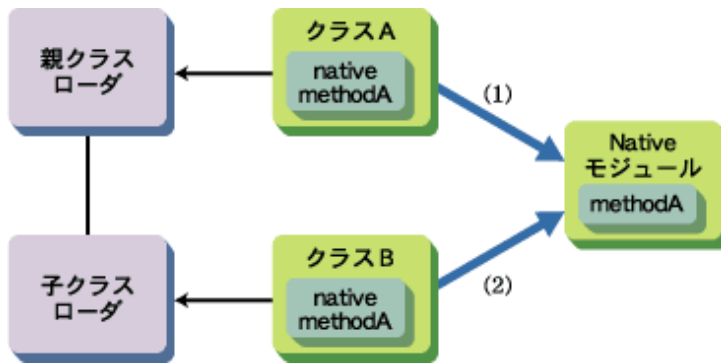 親クラス
ローダ
クラスA
native
methodA
(1)
Native
モジュール
methodA
子クラス
ローダ
クラスB
native
methodA
(2)